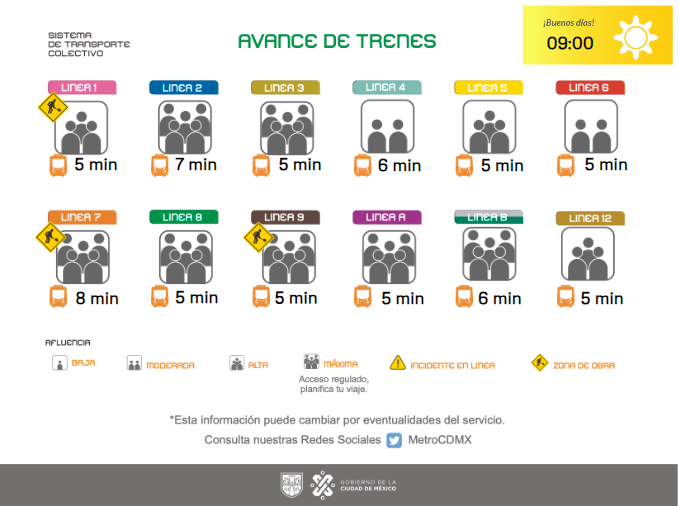 SISTEMA
DE TRANSPORTE
COLECTIVO
AVANCE DE TRENES
¡Buenos días!
09:00
LINEA 1
LINEA 2
LINEA 3
LINEA 4
LINEA 5
LINEA 6
5 min
7 min
5 min
6 min
5 min
5 min
LINEA 7
LINEA 8
LINEA 9
LINEA A
LINEA B
LINEA 12
8 min
5 min
5 min
5 min
6 min
5 min
AFLUENCIA
BAJA
MODERADA
ALTA
MÁXIMA
INCIDENTE EN LINEA
ZONA DE OBRA
Acceso regulado,
planifica tu viaje.
*Esta información puede cambiar por eventualidades del servicio.
Consulta nuestras Redes Sociales MetroCDMX
GOBIERNO DE LA
CIUDAD DE MÉXICO